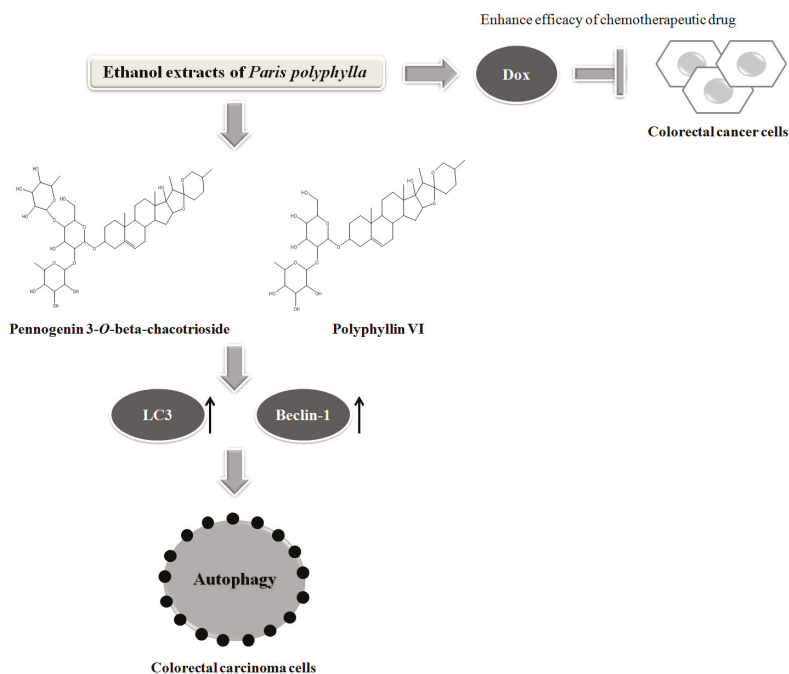 Enhance efficacy of chemotherapeutic drug
Ethanol extracts of Paris polyphylla
Dox
Colorectal cancer cells
Pennogenin 3-O-beta-chacotrioside
Polyphyllin VI
LC3
Beclin-1
Autophagy
Colorectal carcinoma cells